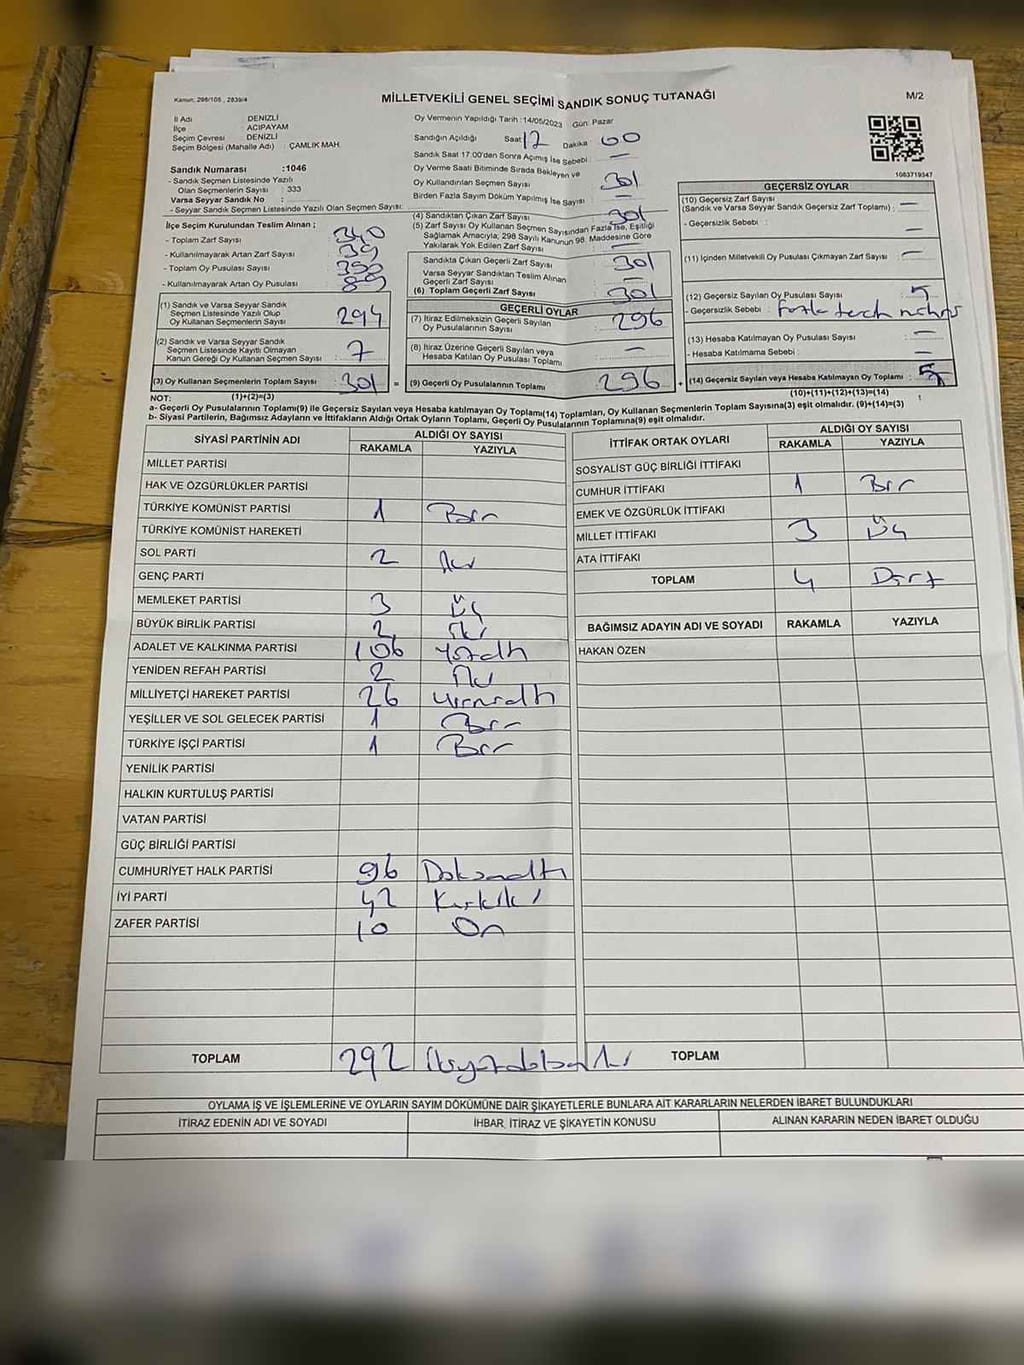 Kanun: 298/105 , 2839/4
MİLLETVEKİLİ GENEL SEÇİMİ SANDIK SONUÇ TUTANAĞI
M/2
İl Adı DENİZLİ
İlçe ACIPAYAM
Seçim Çevresi DENİZLİ
Seçim Bölgesi (Mahalle Adı) : ÇAMLIK MAH.
Sandık Numarası :1046
- Sandık Seçmen Listesinde Yazılı
Olan Seçmenlerin Sayısı : 333
Varsa Seyyar Sandık No :
- Seyyar Sandık Seçmen Listesinde Yazılı Olan Seçmen Sayısı:
İlçe Seçim Kurulundan Teslim Alınan ;
- Toplam Zarf Sayısı : 340
- Kullanılmayarak Artan Zarf Sayısı : 39
- Toplam Oy Pusulası Sayısı : 390
- Kullanılmayarak Artan Oy Pusulası : 89
(1) Sandık ve Varsa Seyyar Sandık
Seçmen Listesinde Yazılı Olup
Oy Kullanan Seçmenlerin Sayısı : 294
(2) Sandık ve Varsa Seyyar Sandık
Seçmen Listesinde Kayıtlı Olmayan
Kanun Gereği Oy Kullanan Seçmen Sayısı : 7
(3) Oy Kullanan Seçmenlerin Toplam Sayısı : 301 =
Oy Vermenin Yapıldığı Tarih :14/05/2023 Gün: Pazar
Sandığın Açıldığı Saat 17 Dakika : 00
Sandık Saat 17:00'den Sonra Açılmış İse Sebebi : —
Oy Verme Saati Bitiminde Sırada Bekleyen ve
Oy Kullandırılan Seçmen Sayısı : 301
Birden Fazla Sayım Döküm Yapılmış İse Sayısı : —
(4) Sandıktan Çıkan Zarf Sayısı : 301
(5) Zarf Sayısı Oy Kullanan Seçmen Sayısından Fazla İse, Eşitliği
Sağlamak Amacıyla; 298 Sayılı Kanunun 98. Maddesine Göre
Yakılarak Yok Edilen Zarf Sayısı : —
Sandıkta Çıkan Geçerli Zarf Sayısı : 301
Varsa Seyyar Sandıktan Teslim Alınan
Geçerli Zarf Sayısı : —
(6) Toplam Geçerli Zarf Sayısı : 301
GEÇERLİ OYLAR
(7) İtiraz Edilmeksizin Geçerli Sayılan
Oy Pusulalarının Sayısı : 296
(8) İtiraz Üzerine Geçerli Sayılan veya
Hesaba Katılan Oy Pusulası Toplamı : —
(9) Geçerli Oy Pusulalarının Toplamı : 296 +
1083719347
GEÇERSİZ OYLAR
(10) Geçersiz Zarf Sayısı
(Sandık ve Varsa Seyyar Sandık Geçersiz Zarf Toplamı) : —
- Geçersiz Sebebi : —
(11) İçinden Milletvekili Oy Pusulası Çıkmayan Zarf Sayısı : —
(12) Geçersiz Sayılan Oy Pusulası Sayısı : 5
- Geçersizlik Sebebi : Fazla tercih
(13) Hesaba Katılmayan Oy Pusulası Sayısı : —
- Hesaba Katılmama Sebebi : —
(14) Geçersiz Sayılan veya Hesaba Katılmayan Oy Toplamı : 5
NOT: (1)+(2)=(3) (10)+(11)+(12)+(13)=(14)
a- Geçerli Oy Pusulalarının Toplamı(9) ile Geçersiz Sayılan veya Hesaba katılmayan Oy Toplamı(14) Toplamları, Oy Kullanan Seçmenlerin Toplam Sayısına(3) eşit olmalıdır. (9)+(14)=(3)
b- Siyasi Partilerin, Bağımsız Adayların ve İttifakların Aldığı Ortak Oyların Toplamı, Geçerli Oy Pusulalarının Toplamına(9) eşit olmalıdır.
SİYASİ PARTİNİN ADI ALDIĞI OY SAYISI
RAKAMLA YAZIYLA
MİLLET PARTİSİ
HAK VE ÖZGÜRLÜKLER PARTİSİ
TÜRKİYE KOMÜNİST PARTİSİ 1 Bir
TÜRKİYE KOMÜNİST HAREKETİ
SOL PARTİ 2 İki
GENÇ PARTİ
MEMLEKET PARTİSİ 3 Üç
BÜYÜK BİRLİK PARTİSİ 2 İki
ADALET VE KALKINMA PARTİSİ 106 Yüzaltı
YENİDEN REFAH PARTİSİ 2 İki
MİLLİYETÇİ HAREKET PARTİSİ 26 Yirmialtı
YEŞİLLER VE SOL GELECEK PARTİSİ 1 Bir
TÜRKİYE İŞÇİ PARTİSİ 1 Bir
YENİLİK PARTİSİ
HALKIN KURTULUŞ PARTİSİ
VATAN PARTİSİ
GÜÇ BİRLİĞİ PARTİSİ
CUMHURİYET HALK PARTİSİ 96 Doksanaltı
İYİ PARTİ 42 Kırkiki
ZAFER PARTİSİ 10 On
TOPLAM 292 İkiyüzdoksaniki
İTTİFAK ORTAK OYLARI ALDIĞI OY SAYISI
RAKAMLA YAZIYLA
SOSYALİST GÜÇ BİRLİĞİ İTTİFAKI
CUMHUR İTTİFAKI 1 Bir
EMEK VE ÖZGÜRLÜK İTTİFAKI
MİLLET İTTİFAKI 3 Üç
ATA İTTİFAKI
TOPLAM 4 Dört
BAĞIMSIZ ADAYIN ADI VE SOYADI RAKAMLA YAZIYLA
HAKAN ÖZEN
TOPLAM
OYLAMA İŞ VE İŞLEMLERİNE VE OYLARIN SAYIM DÖKÜMÜNE DAİR ŞİKAYETLERLE BUNLARA AİT KARARLARIN NELERDEN İBARET BULUNDUKLARI
İTİRAZ EDENİN ADI VE SOYADI İHBAR, İTİRAZ VE ŞİKAYETİN KONUSU ALINAN KARARIN NEDEN İBARET OLDUĞU